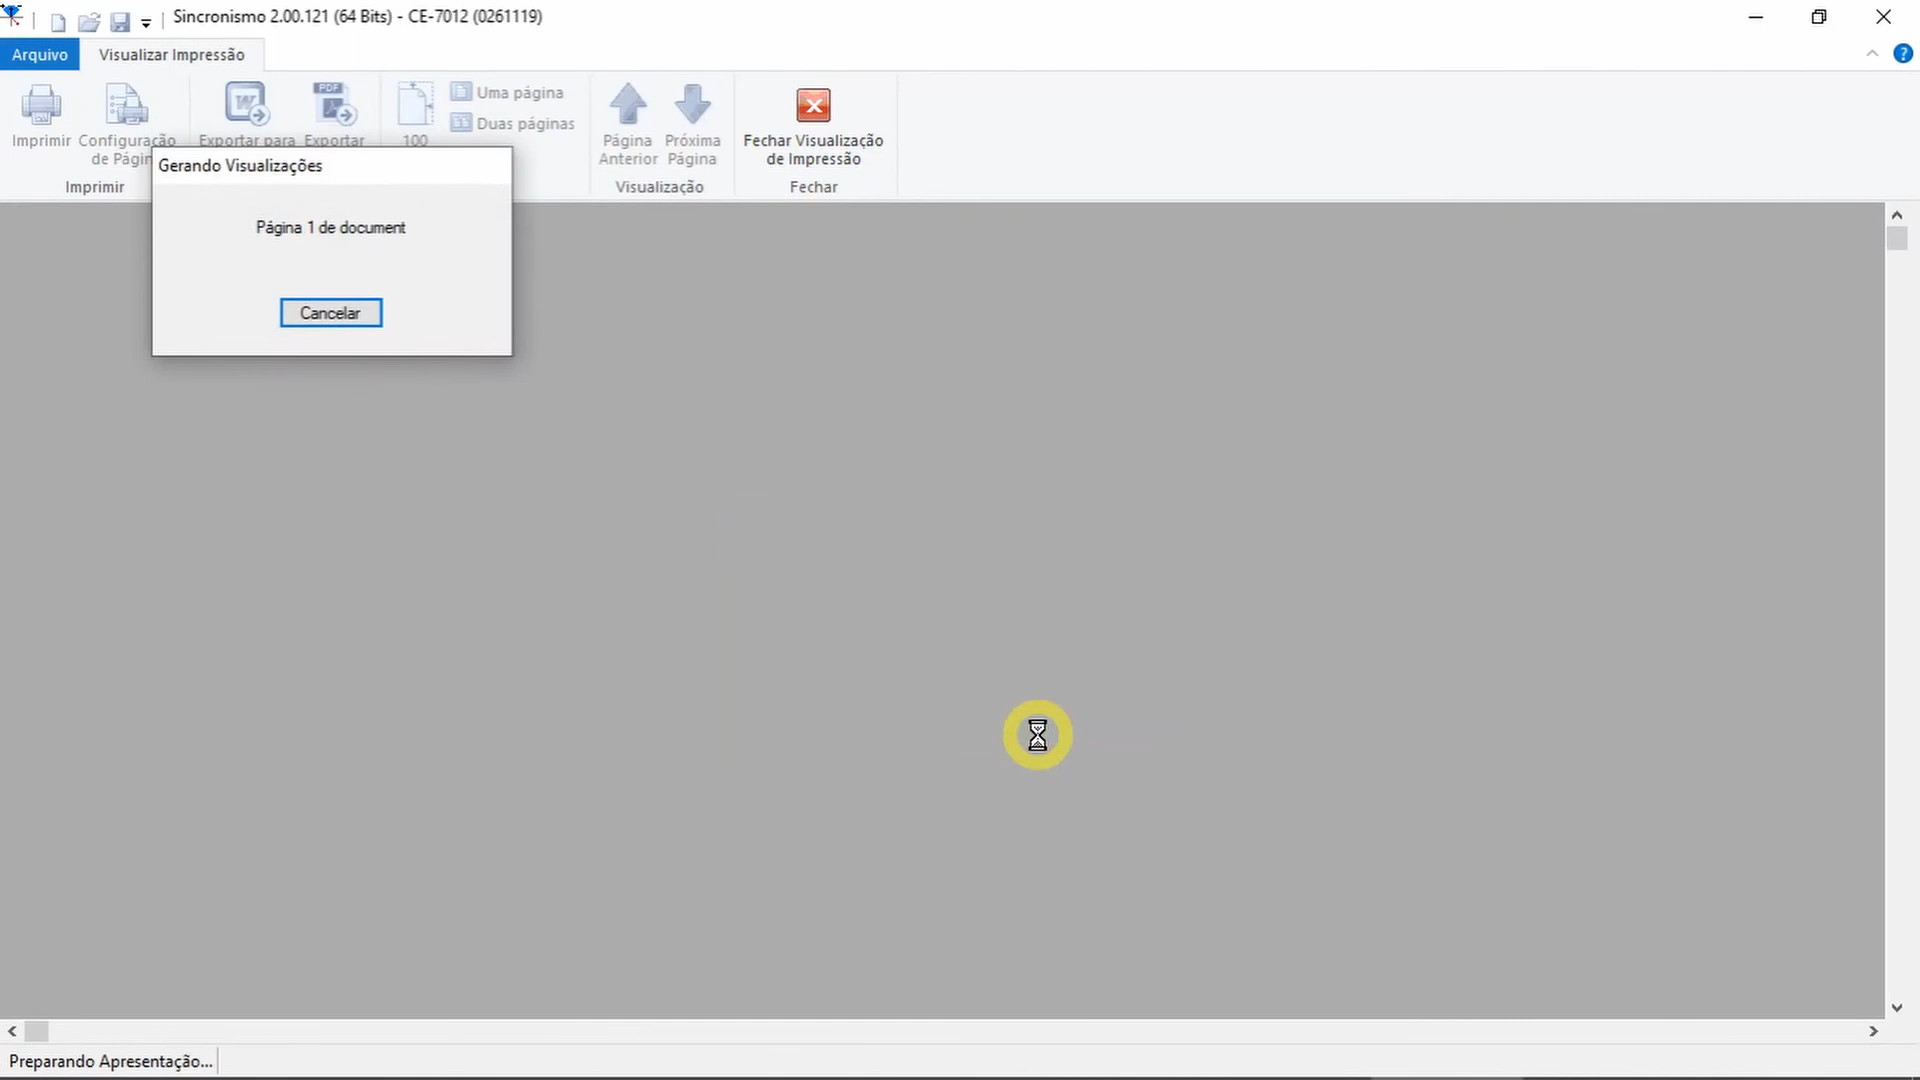 Sincronismo 2.00.121 (64 Bits) - CE-7012 (0261119)
Arquivo
Visualizar Impressão
?
Imprimir
Configuração
de Págin
Exportar para
PDF
Exportar
100
Uma página
Duas páginas
Página
Anterior
Próxima
Página
Fechar Visualização
de Impressão
Imprimir
Visualização
Fechar
Gerando Visualizações
Página 1 de document
Cancelar
Preparando Apresentação...